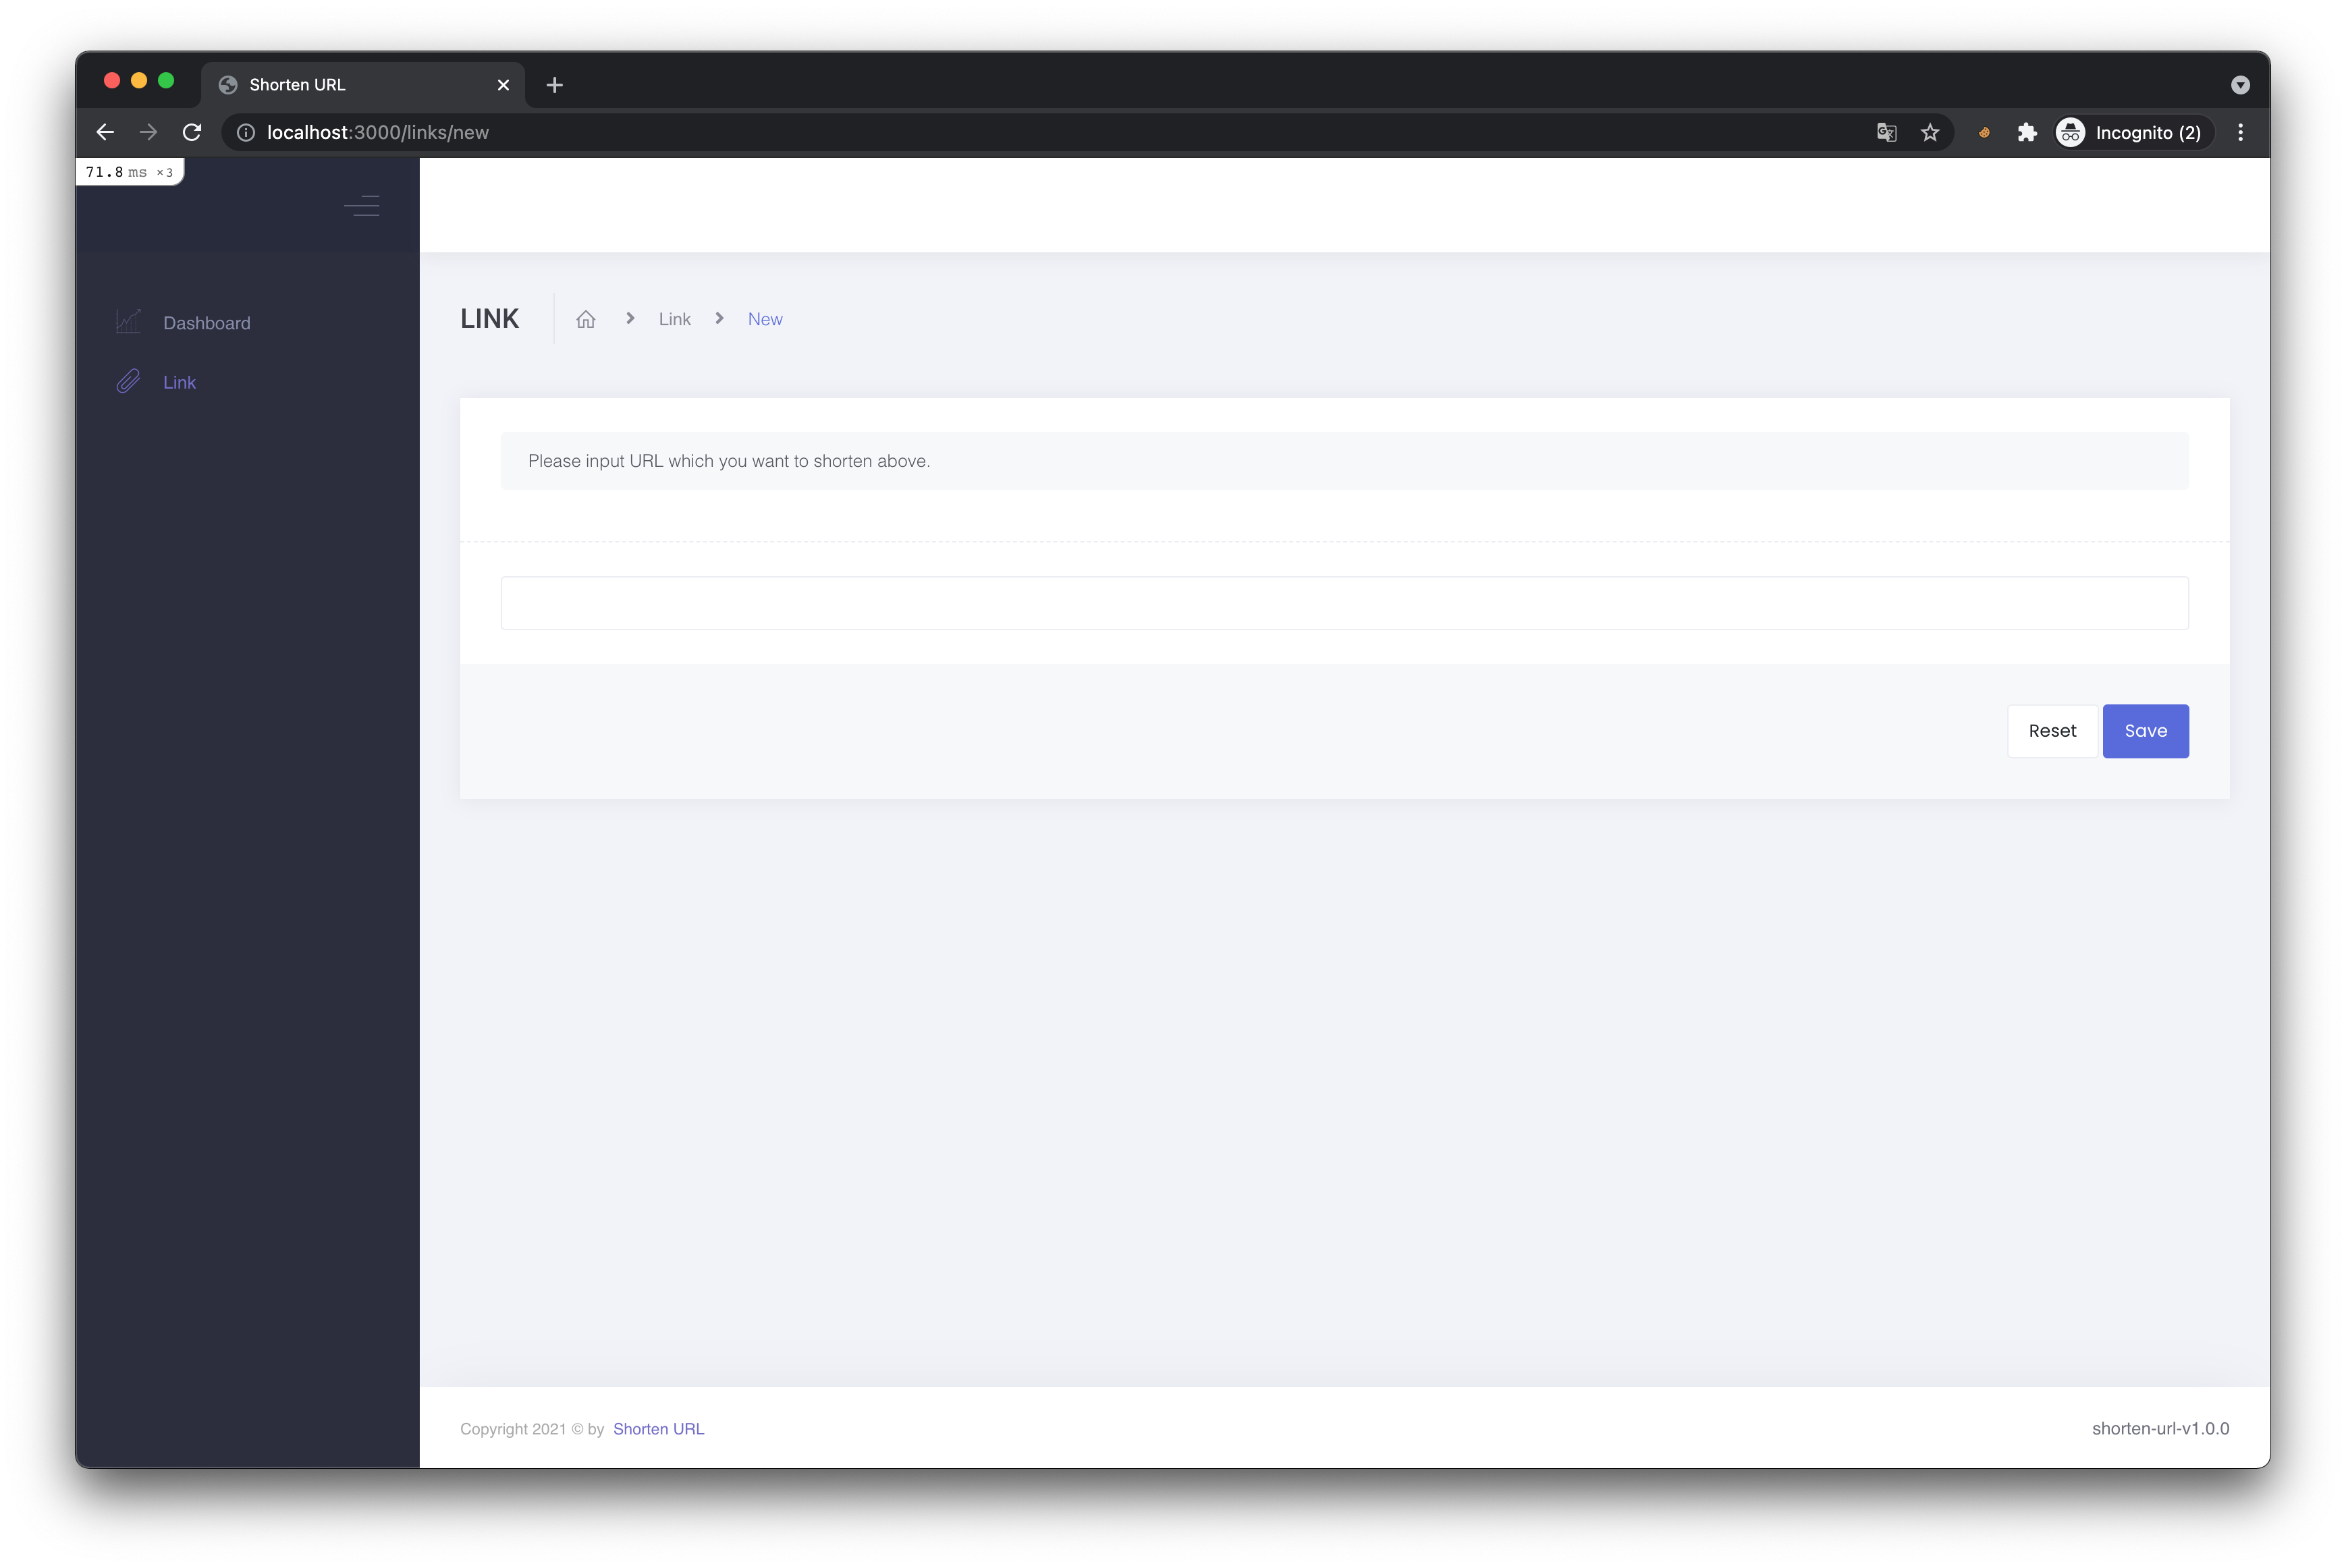 Shorten URL
localhost:3000/links/new
Incognito (2)
71.8 ms ×3
Dashboard
Link
LINK
Link
New
Please input URL which you want to shorten above.
Reset
Save
Copyright 2021 © by Shorten URL
shorten-url-v1.0.0